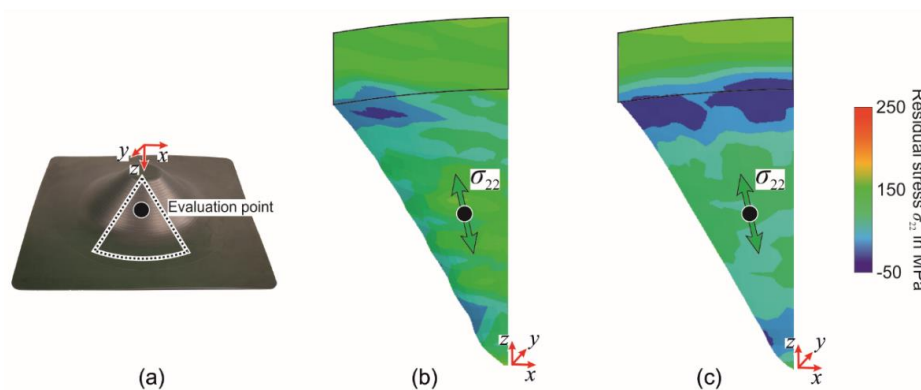 y
x
z
Evaluation point
(a)
σ22
z
y
x
(b)
σ22
z
y
x
(c)
250
150
-50
Residual stress σ22 in MPa